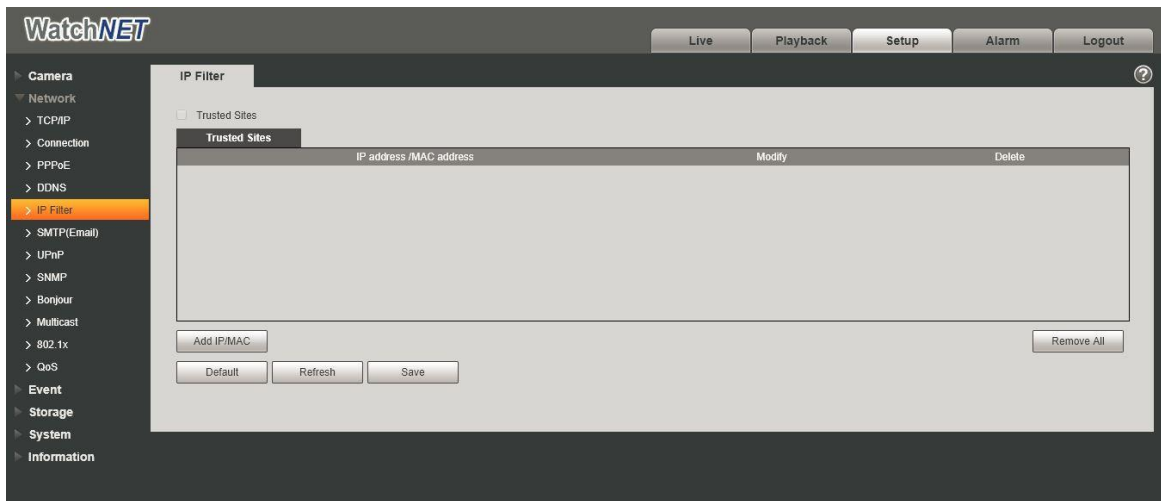 WatchNET
Live Playback Setup Alarm Logout
Camera
Network
TCP/IP
Connection
PPPoE
DDNS
IP Filter
SMTP(Email)
UPnP
SNMP
Bonjour
Multicast
802.1x
QoS
Event
Storage
System
Information
IP Filter
?
Trusted Sites
Trusted Sites
IP address /MAC address Modify Delete
Add IP/MAC Remove All
Default Refresh Save